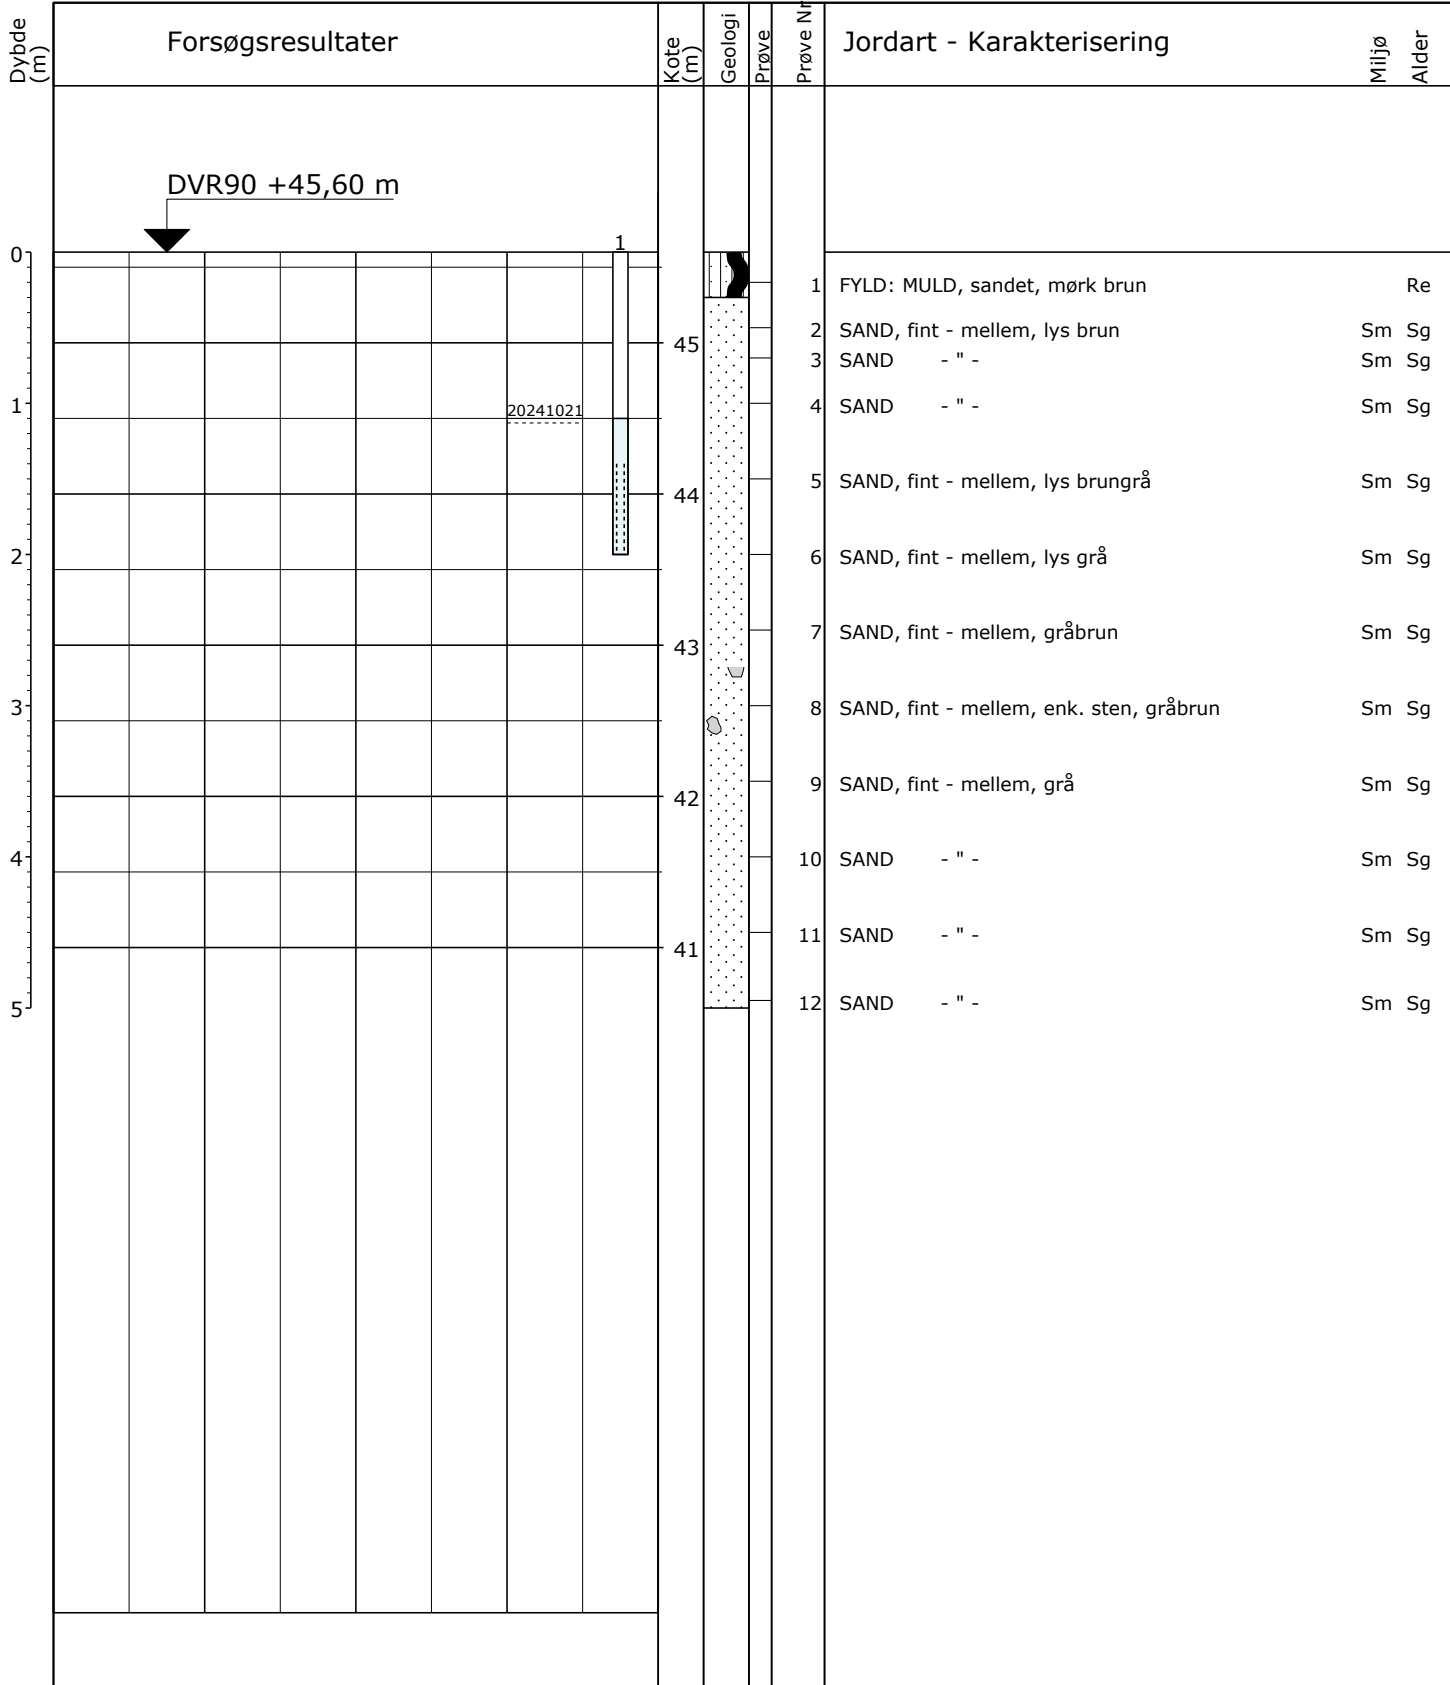 Dybde (m)
Forsøgsresultater
Kote (m)
Geologi
Prøve
Prøve Nr
Jordart - Karakterisering
Miljø
Alder
DVR90 +45,60 m
0
1
1 FYLD: MULD, sandet, mørk brun Re
2 SAND, fint - mellem, lys brun Sm Sg
45
3 SAND - " - Sm Sg
1
20241021
4 SAND - " - Sm Sg
5 SAND, fint - mellem, lys brungrå Sm Sg
44
2
6 SAND, fint - mellem, lys grå Sm Sg
7 SAND, fint - mellem, gråbrun Sm Sg
43
3
8 SAND, fint - mellem, enk. sten, gråbrun Sm Sg
9 SAND, fint - mellem, grå Sm Sg
42
4
10 SAND - " - Sm Sg
11 SAND - " - Sm Sg
41
5
12 SAND - " - Sm Sg